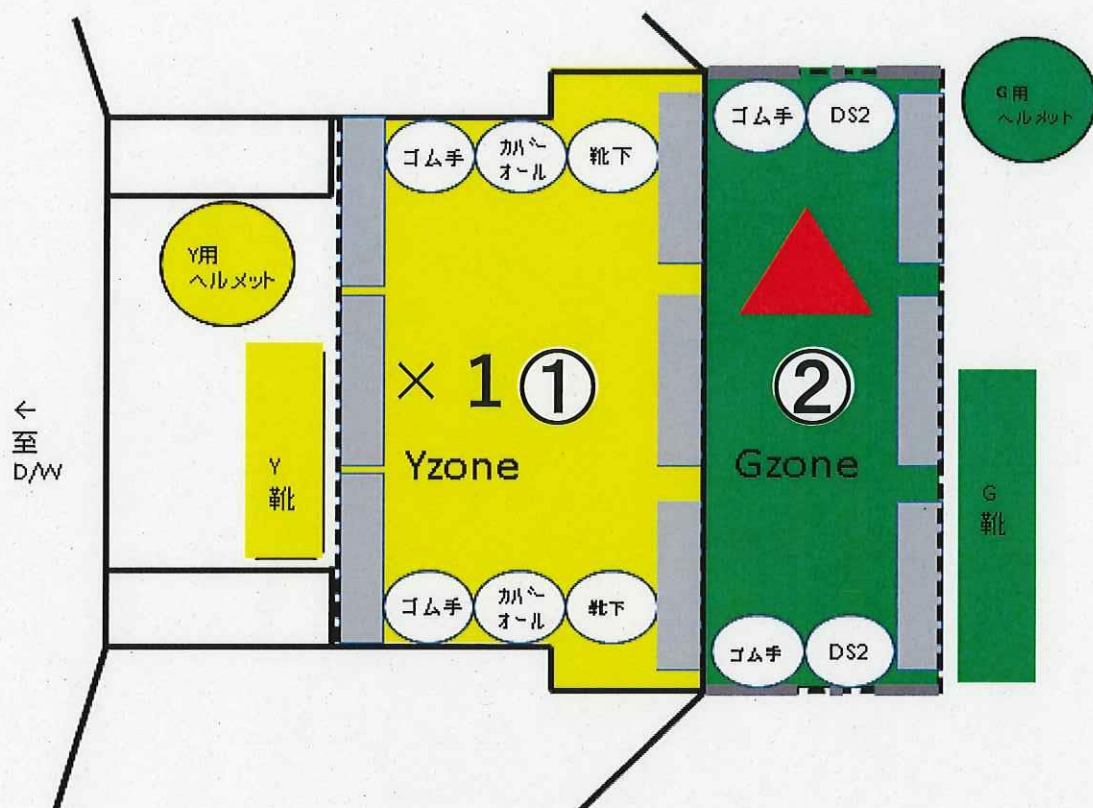 ゴム手
DS2
G用
ヘルメット
ゴム手
カバー
オール
靴下
Y用
ヘルメット
× 1 ①
②
←
至
D/W
Yzone
Gzone
Y
靴
G
靴
ゴム手
カバー
オール
靴下
ゴム手
DS2